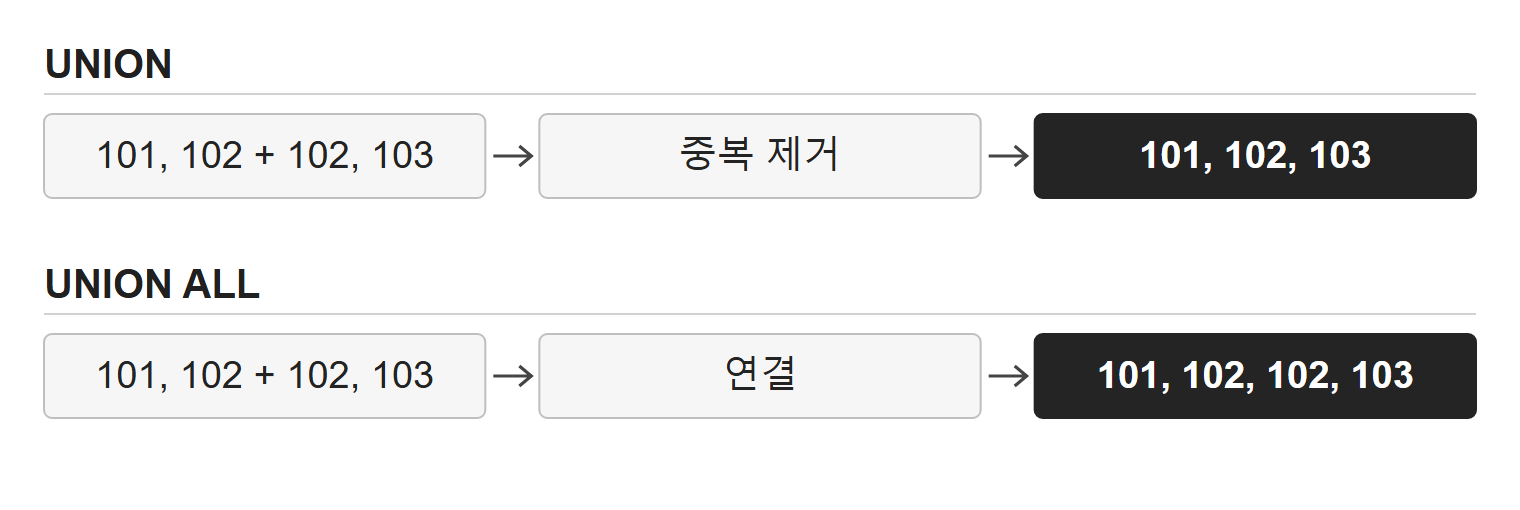 UNION
101, 102 + 102, 103 → 중복 제거 → 101, 102, 103
UNION ALL
101, 102 + 102, 103 → 연결 → 101, 102, 102, 103